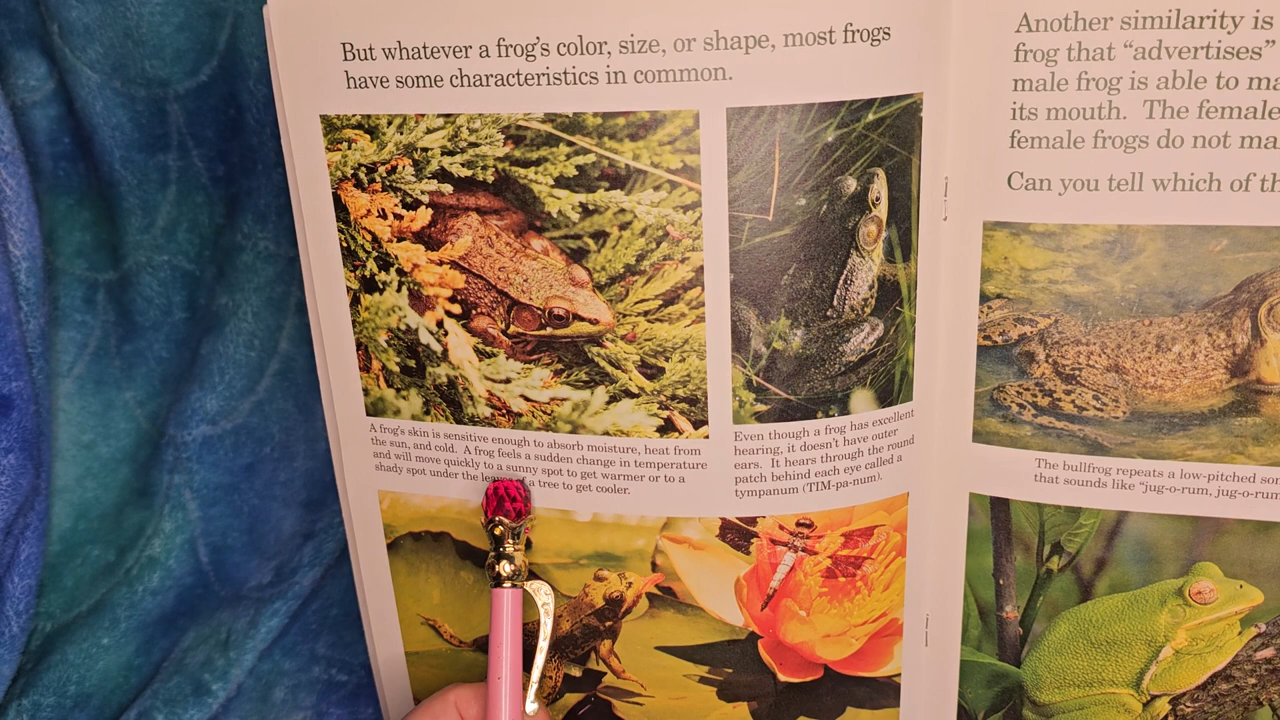 But whatever a frog's color, size, or shape, most frogs
have some characteristics in common.
A frog's skin is sensitive enough to absorb moisture, heat from
the sun, and cold. A frog feels a sudden change in temperature
and will move quickly to a sunny spot to get warmer or to a
shady spot under the leaves of a tree to get cooler.
Even though a frog has excellent
hearing, it doesn't have outer
ears. It hears through the round
patch behind each eye called a
tympanum (TIM-pa-num).
Another similarity is
frog that “advertises”
male frog is able to ma
its mouth. The female
female frogs do not ma
Can you tell which of th
The bullfrog repeats a low-pitched so
that sounds like “jug-o-rum, jug-o-rum